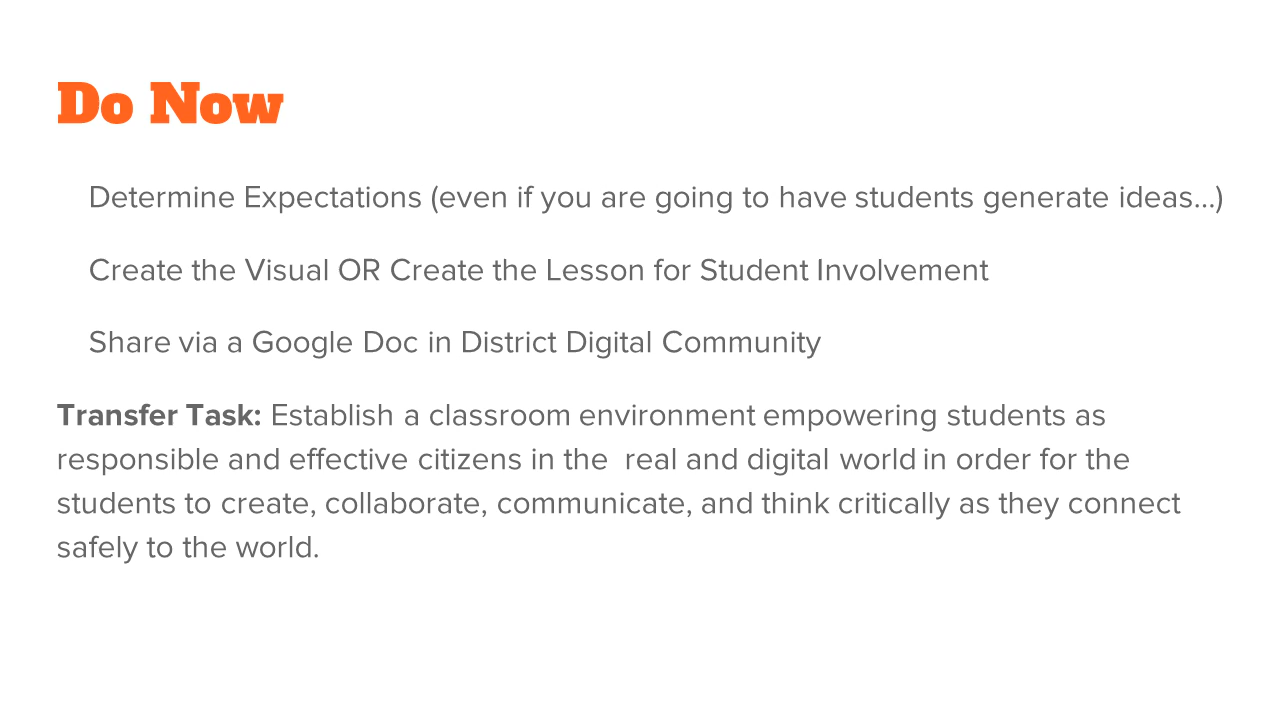 Do Now
Determine Expectations (even if you are going to have students generate ideas...)
Create the Visual OR Create the Lesson for Student Involvement
Share via a Google Doc in District Digital Community
Transfer Task: Establish a classroom environment empowering students as
responsible and effective citizens in the real and digital world in order for the
students to create, collaborate, communicate, and think critically as they connect
safely to the world.